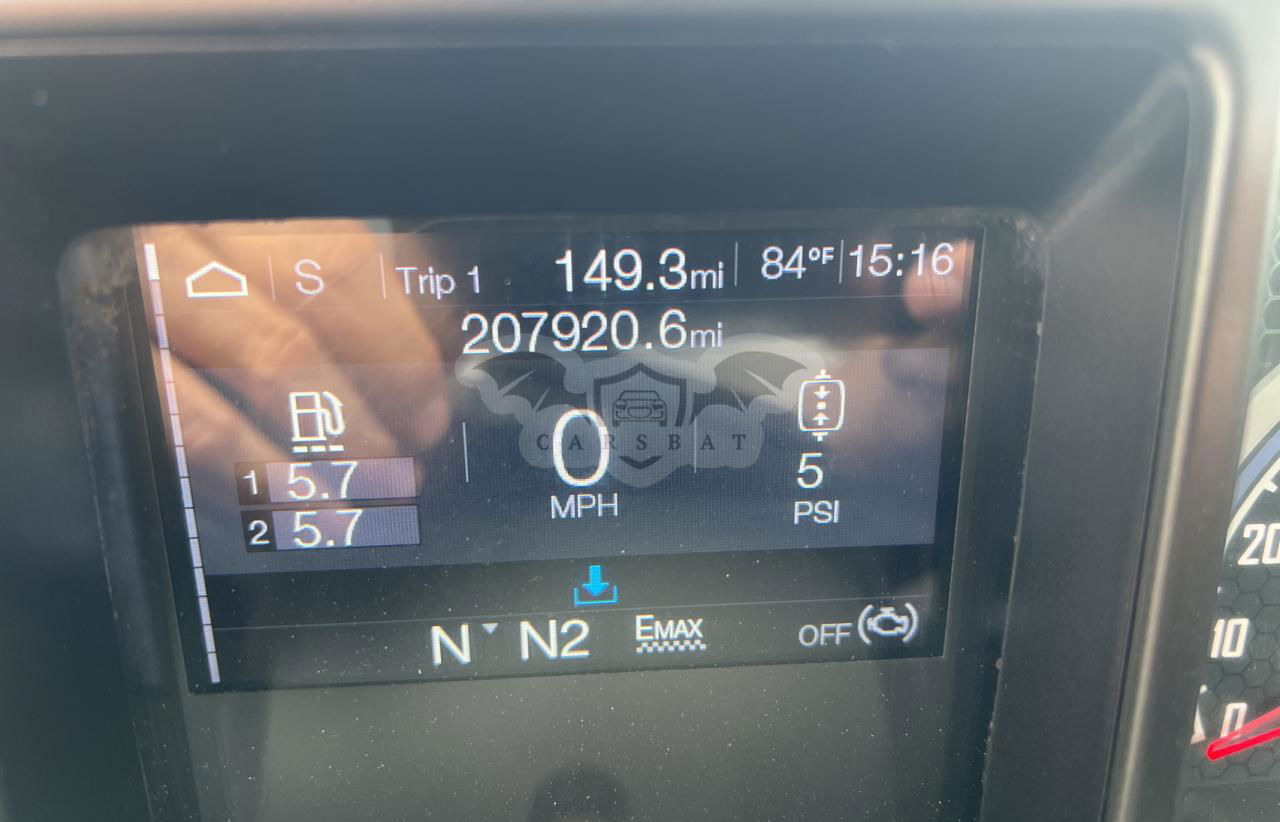 S Trip 1 149.3mi 84°F 15:16
207920.6mi
1 5.7
2 5.7
0
MPH
5
PSI
CARSBAT
N N2 EMAX OFF
20
10
0